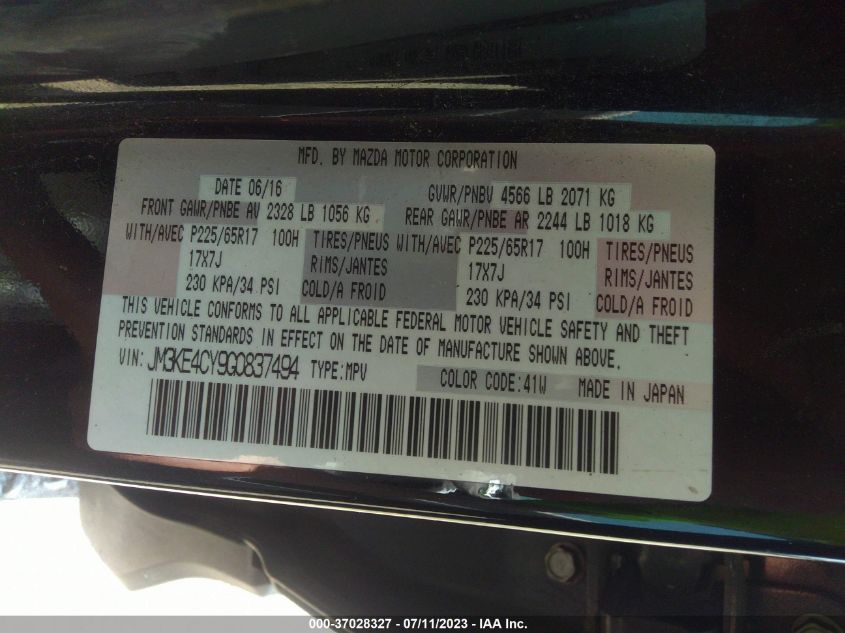 MFD. BY MAZDA MOTOR CORPORATION
DATE 06/16 GVWR/PNBV 4566 LB 2071 KG
FRONT GAWR/PNBE AV 2328 LB 1056 KG REAR GAWR/PNBE AR 2244 LB 1018 KG
WITH/AVEC P225/65R17 100H TIRES/PNEUS WITH/AVEC P225/65R17 100H TIRES/PNEUS
17X7J RIMS/JANTES 17X7J RIMS/JANTES
230 KPA/34 PSI COLD/A FROID 230 KPA/34 PSI COLD/A FROID
THIS VEHICLE CONFORMS TO ALL APPLICABLE FEDERAL MOTOR VEHICLE SAFETY AND THEFT
PREVENTION STANDARDS IN EFFECT ON THE DATE OF MANUFACTURE SHOWN ABOVE.
VIN: JM3KE4CY9G0837494 TYPE:MPV COLOR CODE:41W MADE IN JAPAN
000-37028327 - 07/11/2023 - IAA Inc.